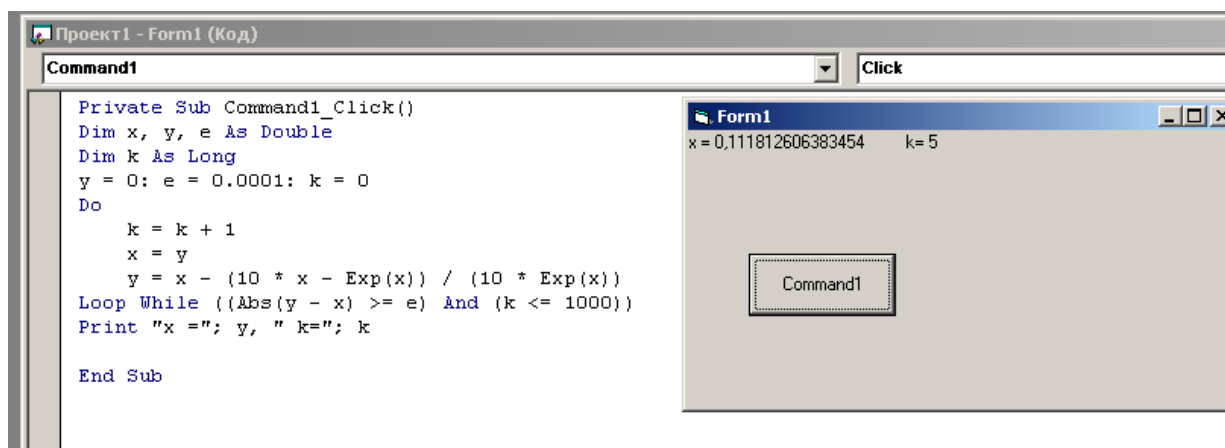 Проект1 - Form1 (Код)
Command1
Click
Private Sub Command1_Click()
Dim x, y, e As Double
Dim k As Long
y = 0: e = 0.0001: k = 0
Do
k = k + 1
x = y
y = x - (10 * x - Exp(x)) / (10 * Exp(x))
Loop While ((Abs(y - x) >= e) And (k <= 1000))
Print "x ="; y, " k="; k
End Sub
Form1
x = 0,111812606383454 k= 5
Command1